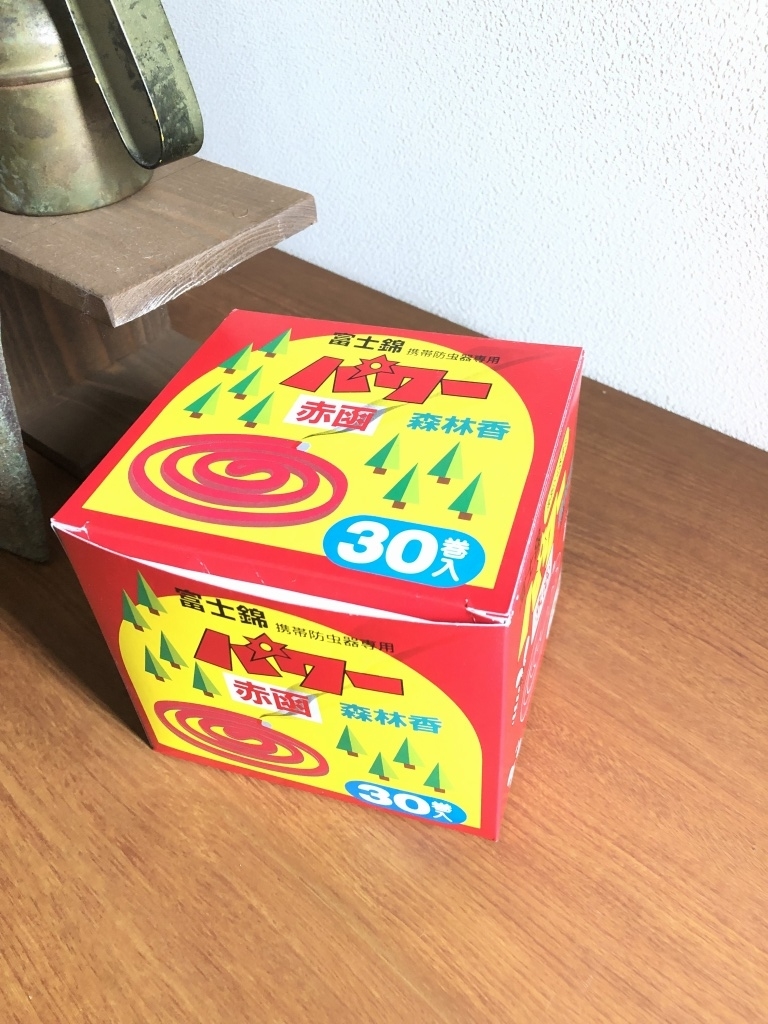 富士錦 携帯防虫器専用
パワー
赤函 森林香
30巻入
富士錦 携帯防虫器専用
パワー
赤函 森林香
30巻入